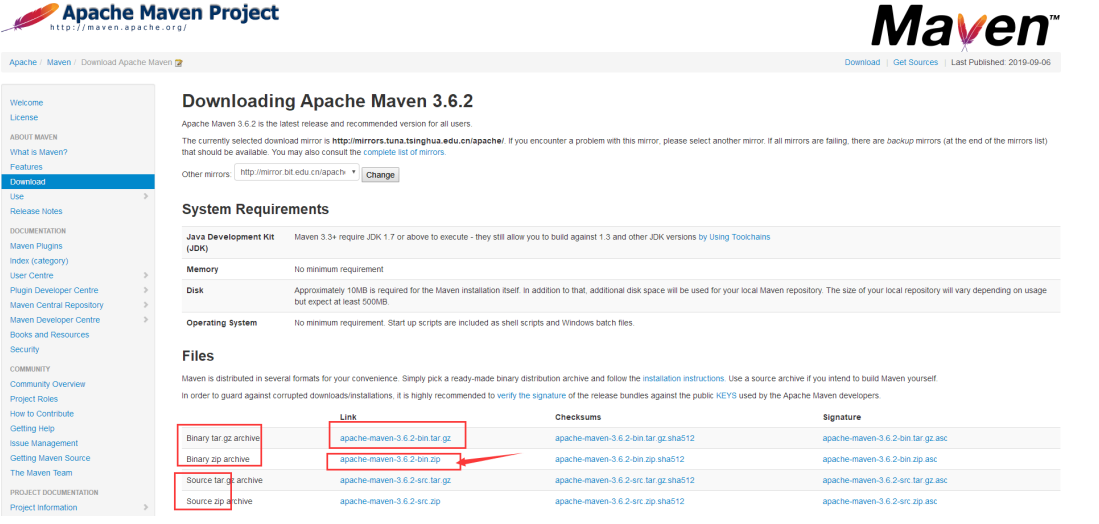 Apache Maven Project
http://maven.apache.org/
Maven™
Apache / Maven / Download Apache Maven
Download | Get Sources | Last Published: 2019-09-06
Welcome
License
ABOUT MAVEN
What is Maven?
Features
Download
Use
Release Notes
DOCUMENTATION
Maven Plugins
Index (category)
User Centre
Plugin Developer Centre
Maven Central Repository
Maven Developer Centre
Books and Resources
Security
COMMUNITY
Community Overview
Project Roles
How to Contribute
Getting Help
Issue Management
Getting Maven Source
The Maven Team
PROJECT DOCUMENTATION
Project Information
Downloading Apache Maven 3.6.2
Apache Maven 3.6.2 is the latest release and recommended version for all users.
The currently selected download mirror is http://mirrors.tuna.tsinghua.edu.cn/apache/. If you encounter a problem with this mirror, please select another mirror. If all mirrors are failing, there are backup mirrors (at the end of the mirrors list)
that should be available. You may also consult the complete list of mirrors.
Other mirrors: http://mirror.bit.edu.cn/apach Change
System Requirements
Java Development Kit Maven 3.3+ require JDK 1.7 or above to execute - they still allow you to build against 1.3 and other JDK versions by Using Toolchains
(JDK)
Memory No minimum requirement
Disk Approximately 10MB is required for the Maven installation itself. In addition to that, additional disk space will be used for your local Maven repository. The size of your local repository will vary depending on usage
but expect at least 500MB.
Operating System No minimum requirement. Start up scripts are included as shell scripts and Windows batch files.
Files
Maven is distributed in several formats for your convenience. Simply pick a ready-made binary distribution archive and follow the installation instructions. Use a source archive if you intend to build Maven yourself.
In order to guard against corrupted downloads/installations, it is highly recommended to verify the signature of the release bundles against the public KEYS used by the Apache Maven developers.
Link Checksums Signature
Binary tar.gz archive apache-maven-3.6.2-bin.tar.gz apache-maven-3.6.2-bin.tar.gz.sha512 apache-maven-3.6.2-bin.tar.gz.asc
Binary zip archive apache-maven-3.6.2-bin.zip apache-maven-3.6.2-bin.zip.sha512 apache-maven-3.6.2-bin.zip.asc
Source tar.gz archive apache-maven-3.6.2-src.tar.gz apache-maven-3.6.2-src.tar.gz.sha512 apache-maven-3.6.2-src.tar.gz.asc
Source zip archive apache-maven-3.6.2-src.zip apache-maven-3.6.2-src.zip.sha512 apache-maven-3.6.2-src.zip.asc